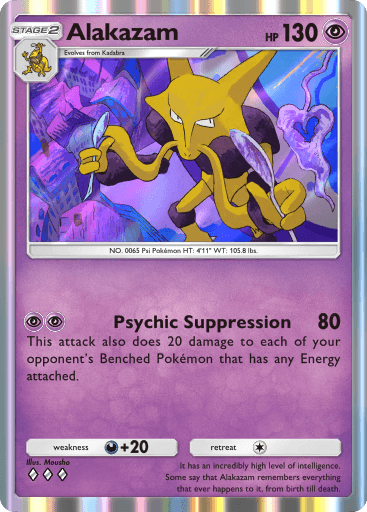 STAGE 2
Alakazam
HP 130
Evolves from Kadabra
NO. 0065 Psi Pokémon HT: 4'11" WT: 105.8 lbs.
Psychic Suppression 80
This attack also does 20 damage to each of your
opponent's Benched Pokémon that has any Energy
attached.
weakness +20 retreat
Illus. Mousho
It has an incredibly high level of intelligence.
Some say that Alakazam remembers everything
that ever happens to it, from birth till death.